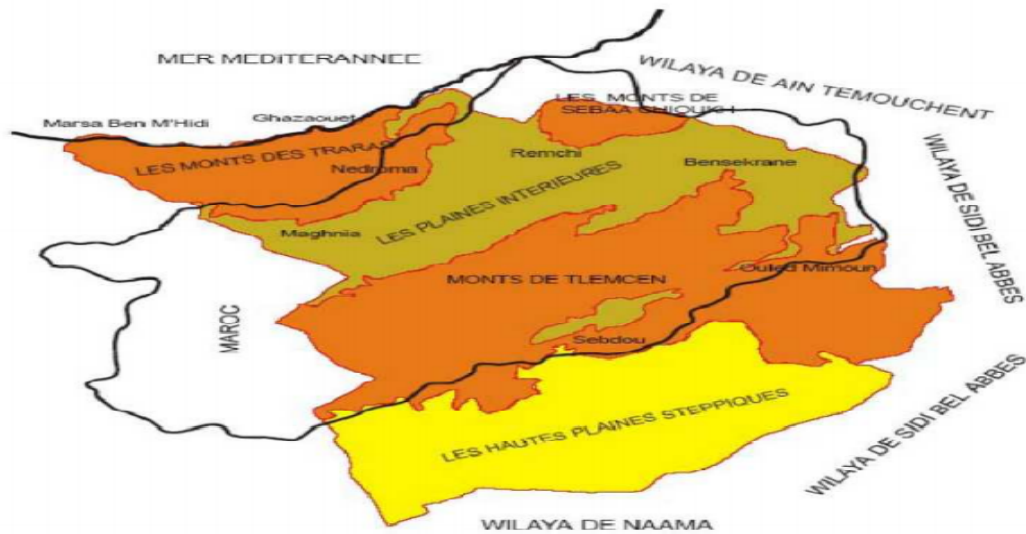 MER MEDITERANNEE
WILAYA DE AIN TEMOUCHENT
LES MONTS DE
SEBAA CHIOUKH
Marsa Ben M'Hidi
Ghazaouet
LES MONTS DES TRARAS
Nedroma
Remchi
Bensekrane
WILAYA DE SIDI BEL ABBES
LES PLAINES INTERIEURES
Maghnia
MONTS DE TLEMCEN
Ouled Mimoun
MAROC
Sebdou
LES HAUTES PLAINES STEPPIQUES
WILAYA DE SIDI BEL ABBES
WILAYA DE NAAMA